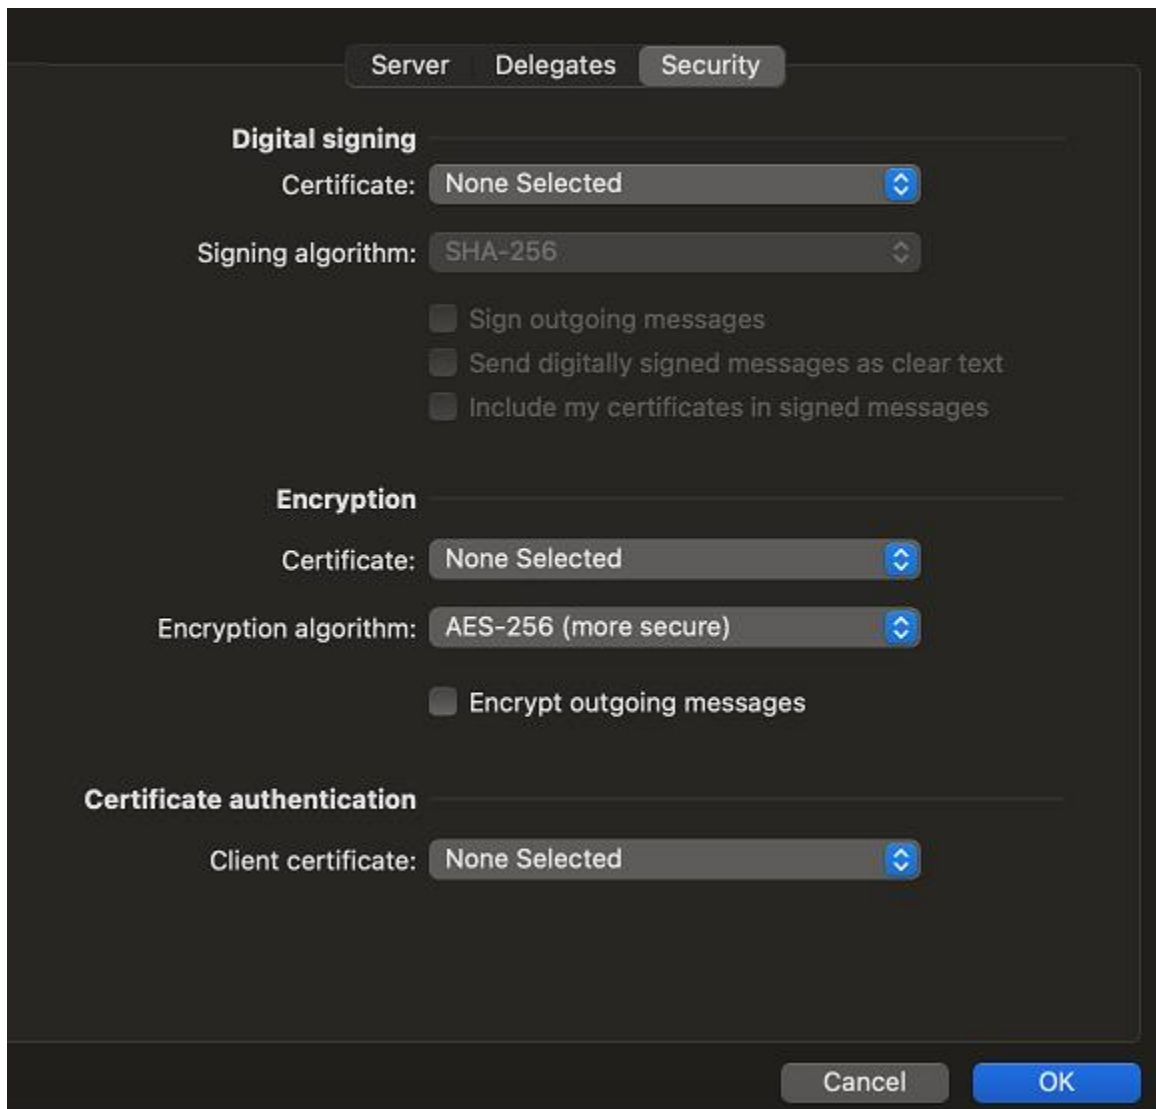 Server Delegates Security
Digital signing
Certificate: None Selected
Signing algorithm: SHA-256
Sign outgoing messages
Send digitally signed messages as clear text
Include my certificates in signed messages
Encryption
Certificate: None Selected
Encryption algorithm: AES-256 (more secure)
Encrypt outgoing messages
Certificate authentication
Client certificate: None Selected
Cancel OK